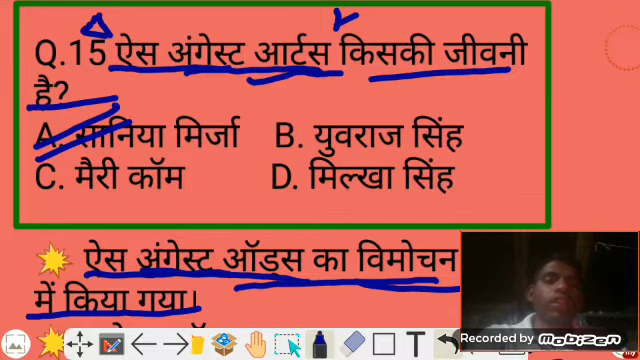 Q.15 ऐस अंगेस्ट आर्टस किसकी जीवनी
है?
A. सानिया मिर्जा B. युवराज सिंह
C. मैरी कॉम D. मिल्खा सिंह
ऐस अंगेस्ट ऑडस का विमोचन
में किया गया।
T
Recorded by MOBIZEN